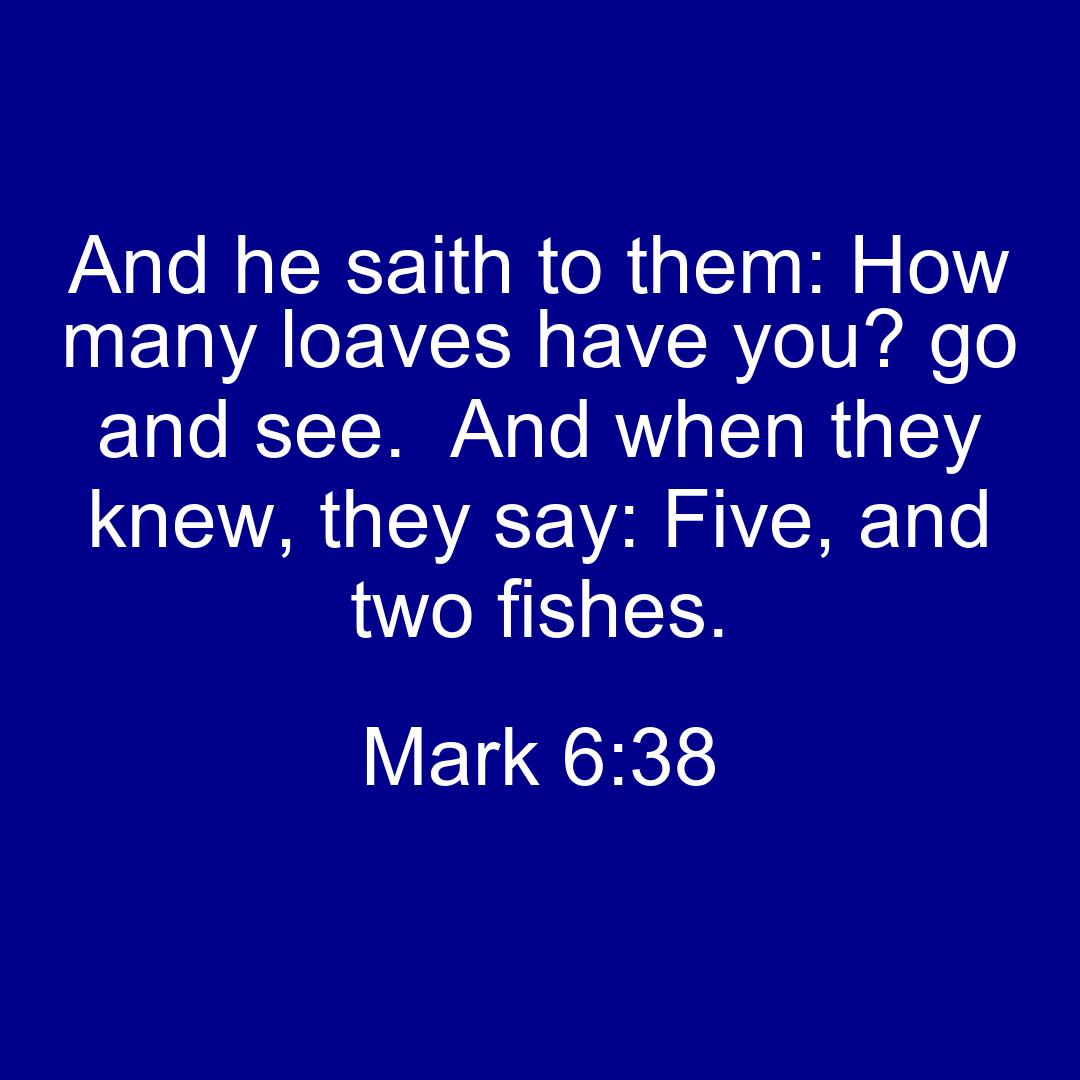 And he saith to them: How
many loaves have you? go
and see.  And when they
knew, they say: Five, and
two fishes.
Mark 6:38